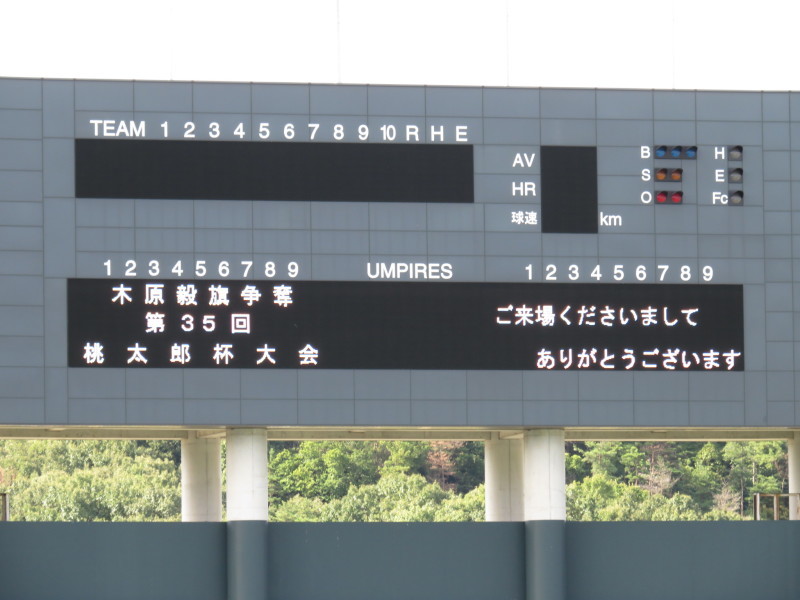 TEAM 1 2 3 4 5 6 7 8 9 10 R H E
AV
HR
球速 km
B
S
O
H
E
Fc
1 2 3 4 5 6 7 8 9 UMPIRES 1 2 3 4 5 6 7 8 9
木原毅旗争奪
第35回
桃太郎杯大会
ご来場くださいまして
ありがとうございます